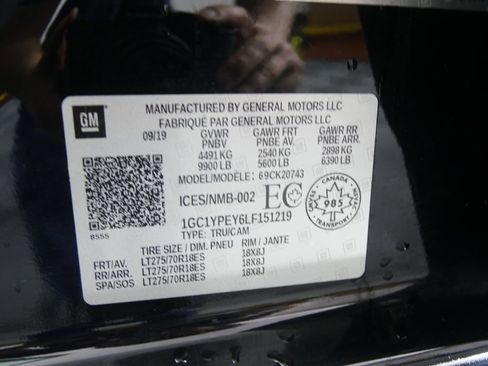 MANUFACTURED BY GENERAL MOTORS LLC
FABRIQUÉ PAR GENERAL MOTORS LLC
GM
09/19 GVWR GAWR FRT GAWR RR
PNBV PNBE AV. PNBE ARR.
4491 KG 2540 KG 2898 KG
9900 LB 5600 LB 6390 LB
MODEL/MODÈLE: 69CK20743
ICES/NMB-002 EC
CANADA
985
1GC1YPEY6LF151219
8555
TYPE: TRU/CAM
TIRE SIZE / DIM. PNEU RIM / JANTE
FRT/AV. LT275/70R18ES 18X8J
RR/ARR. LT275/70R18ES 18X8J
SPA/SOS LT275/70R18ES 18X8J